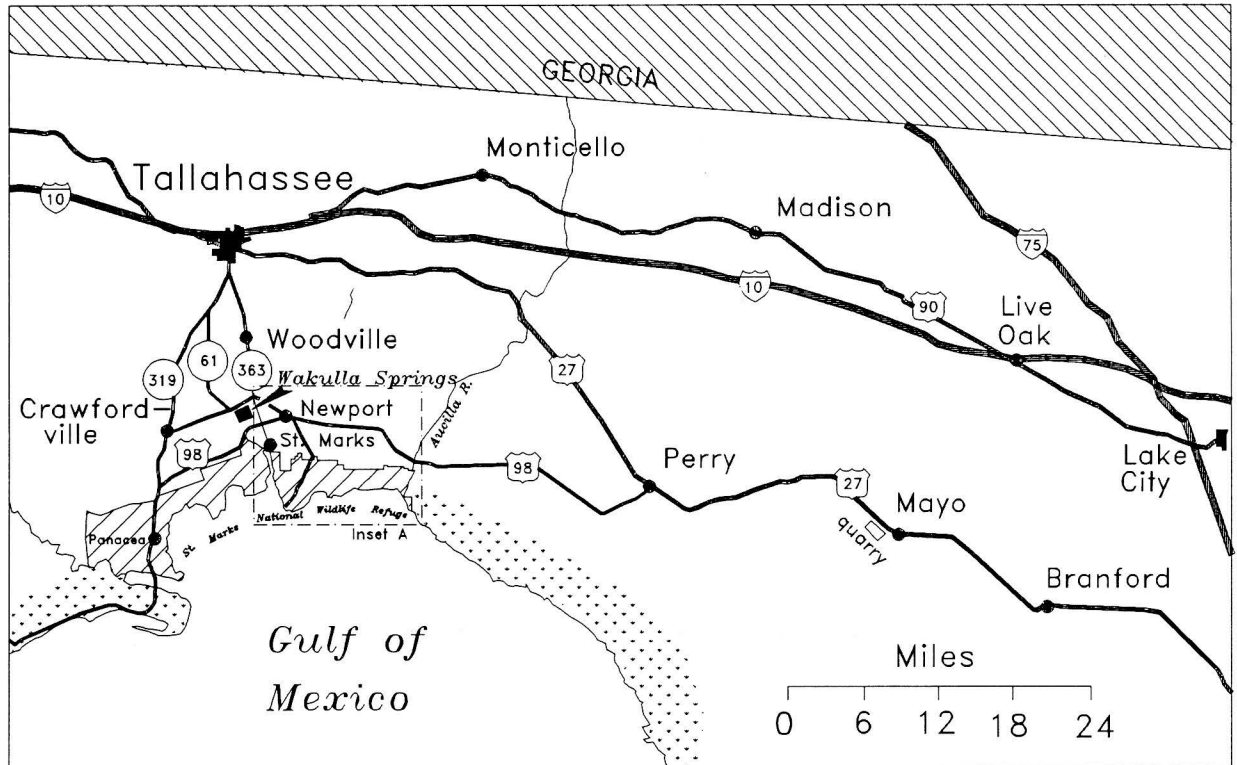 GEORGIA
Monticello
Tallahassee
10
Madison
75
10
90
Live
Oak
Woodville
61
319
363
27
Wakulla Springs
Crawford-
ville
Newport
Aucilla R.
St. Marks
98
98
Perry
Lake
City
27
Mayo
quarry
National Wildlife Refuge
St. Marks
Inset A
Panacea
Branford
Gulf of
Mexico
Miles
0 6 12 18 24